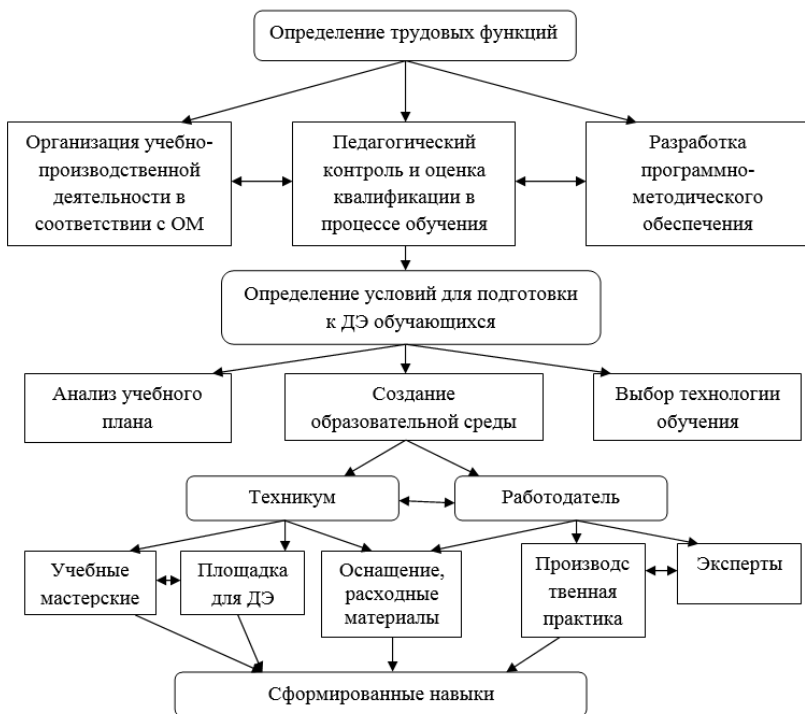 Определение трудовых функций
Организация учебно-
производственной
деятельности в
соответствии с ОМ
Педагогический
контроль и оценка
квалификации в
процессе обучения
Разработка
программно-
методического
обеспечения
Определение условий для подготовки
к ДЭ обучающихся
Анализ учебного
плана
Создание
образовательной среды
Выбор технологии
обучения
Техникум
Работодатель
Учебные
мастерские
Площадка
для ДЭ
Оснащение,
расходные
материалы
Производс
твенная
практика
Эксперты
Сформированные навыки